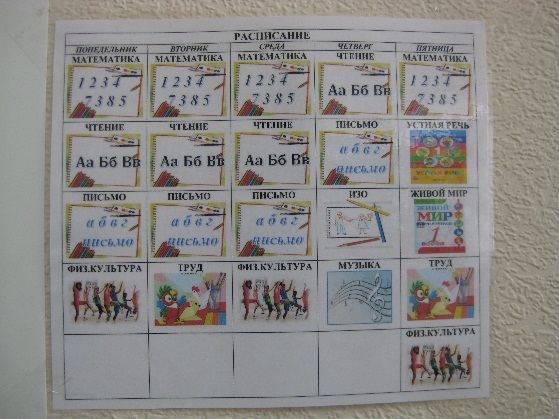 РАСПИСАНИЕ
ПОНЕДЕЛЬНИК ВТОРНИК СРЕДА ЧЕТВЕРГ ПЯТНИЦА
МАТЕМАТИКА МАТЕМАТИКА МАТЕМАТИКА ЧТЕНИЕ МАТЕМАТИКА
1 2 3 4 1 2 3 4 1 2 3 4 Аа Бб Вв 1 2 3 4
7 3 8 5 7 3 8 5 7 3 8 5 7 3 8 5
ЧТЕНИЕ ЧТЕНИЕ ЧТЕНИЕ ПИСЬМО УСТНАЯ РЕЧЬ
Аа Бб Вв Аа Бб Вв Аа Бб Вв а б в г
письмо УСТНАЯ РЕЧЬ
ПИСЬМО ПИСЬМО ПИСЬМО ИЗО ЖИВОЙ МИР
а б в г а б в г а б в г ЖИВОЙ
письмо письмо письмо МИР
ФИЗ.КУЛЬТУРА ТРУД ФИЗ.КУЛЬТУРА МУЗЫКА ТРУД
ФИЗ.КУЛЬТУРА